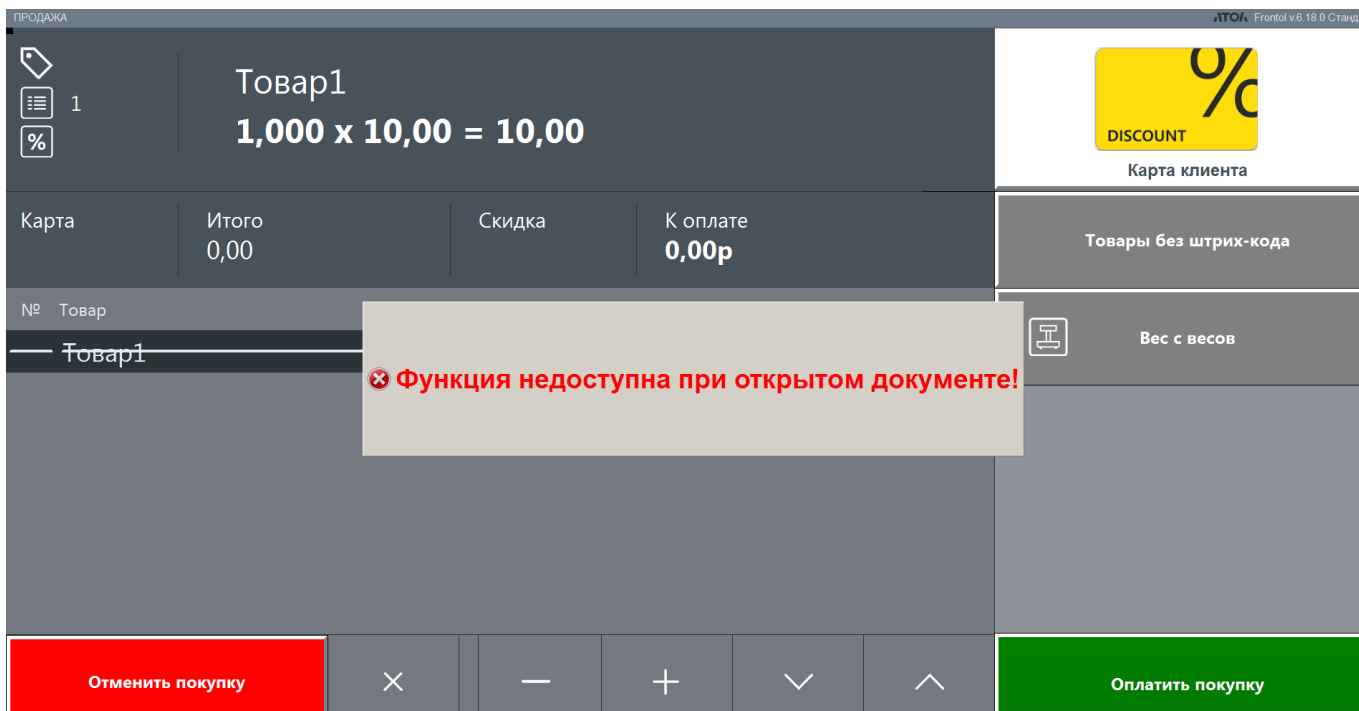 ПРОДАЖА
АТОЛ Frontol v.6.18.0 Станд
Товар1
1
1,000 x 10,00 = 10,00
%
%
DISCOUNT
Карта клиента
Карта
Итого
Скидка
К оплате
0,00
0,00р
Товары без штрих-кода
№ Товар
Товар1
Вес с весов
Функция недоступна при открытом документе!
Отменить покупку
Оплатить покупку